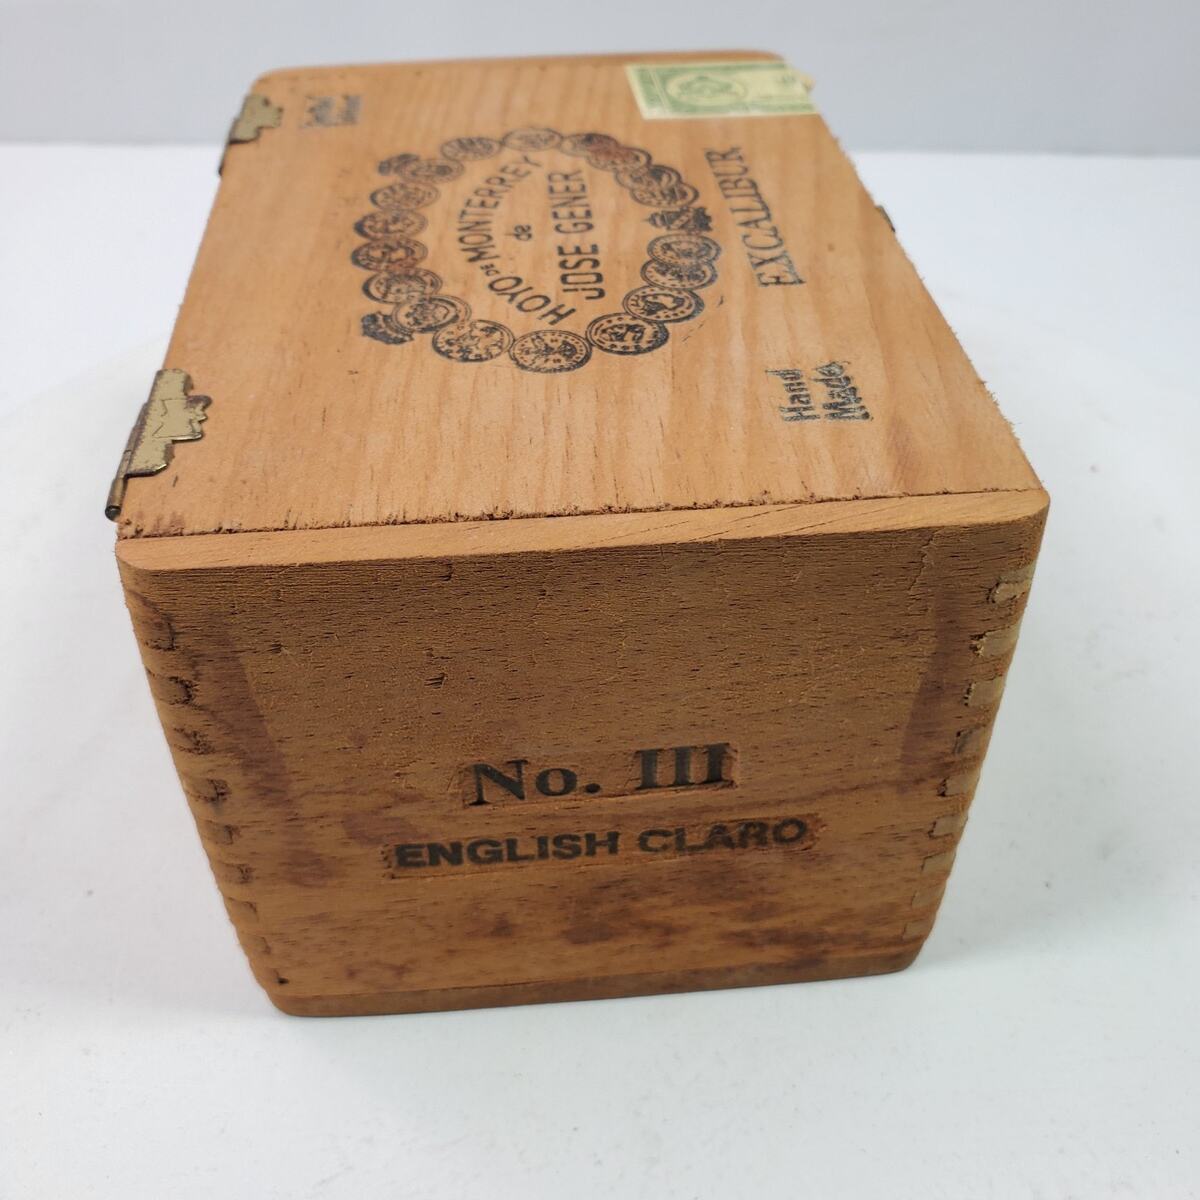 HOYO DE MONTERREY
de
JOSE GENER
EXCALIBUR
Hand
Made
No. III
ENGLISH CLARO